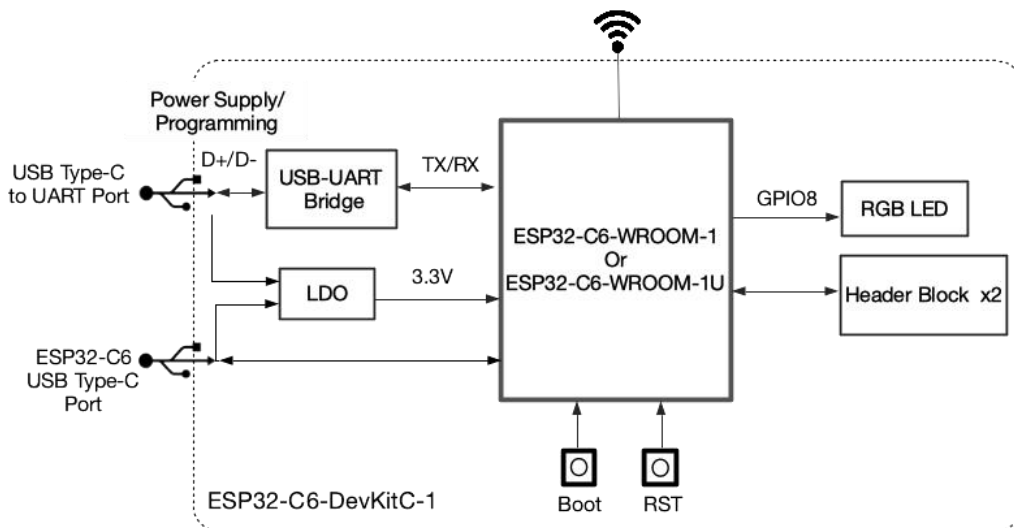 Power Supply/
Programming
USB Type-C
to UART Port
D+/D-
USB-UART
Bridge
TX/RX
ESP32-C6-WROOM-1
Or
ESP32-C6-WROOM-1U
GPIO8
RGB LED
LDO
3.3V
Header Block x2
ESP32-C6
USB Type-C
Port
Boot
RST
ESP32-C6-DevKitC-1